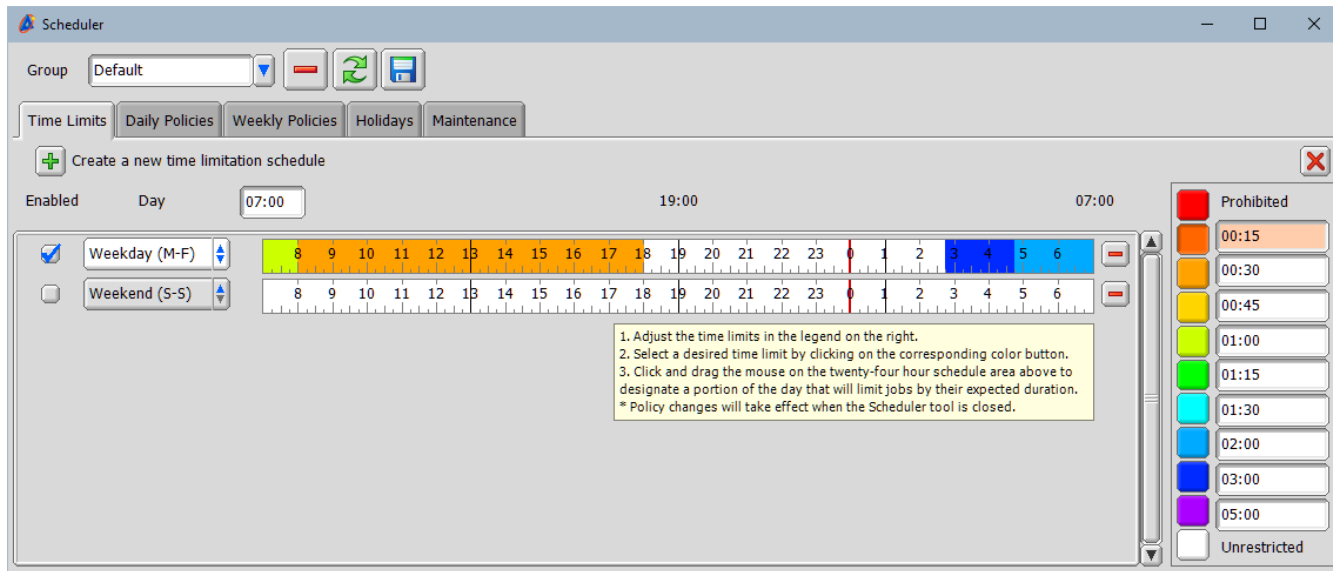 Scheduler
Group Default
Time Limits Daily Policies Weekly Policies Holidays Maintenance
Create a new time limitation schedule
Enabled Day 07:00 19:00 07:00
Weekday (M-F) 8 9 10 11 12 13 14 15 16 17 18 19 20 21 22 23 0 1 2 3 4 5 6
Weekend (S-S) 8 9 10 11 12 13 14 15 16 17 18 19 20 21 22 23 0 1 2 3 4 5 6
1. Adjust the time limits in the legend on the right.
2. Select a desired time limit by clicking on the corresponding color button.
3. Click and drag the mouse on the twenty-four hour schedule area above to
designate a portion of the day that will limit jobs by their expected duration.
* Policy changes will take effect when the Scheduler tool is closed.
Prohibited
00:15
00:30
00:45
01:00
01:15
01:30
02:00
03:00
05:00
Unrestricted